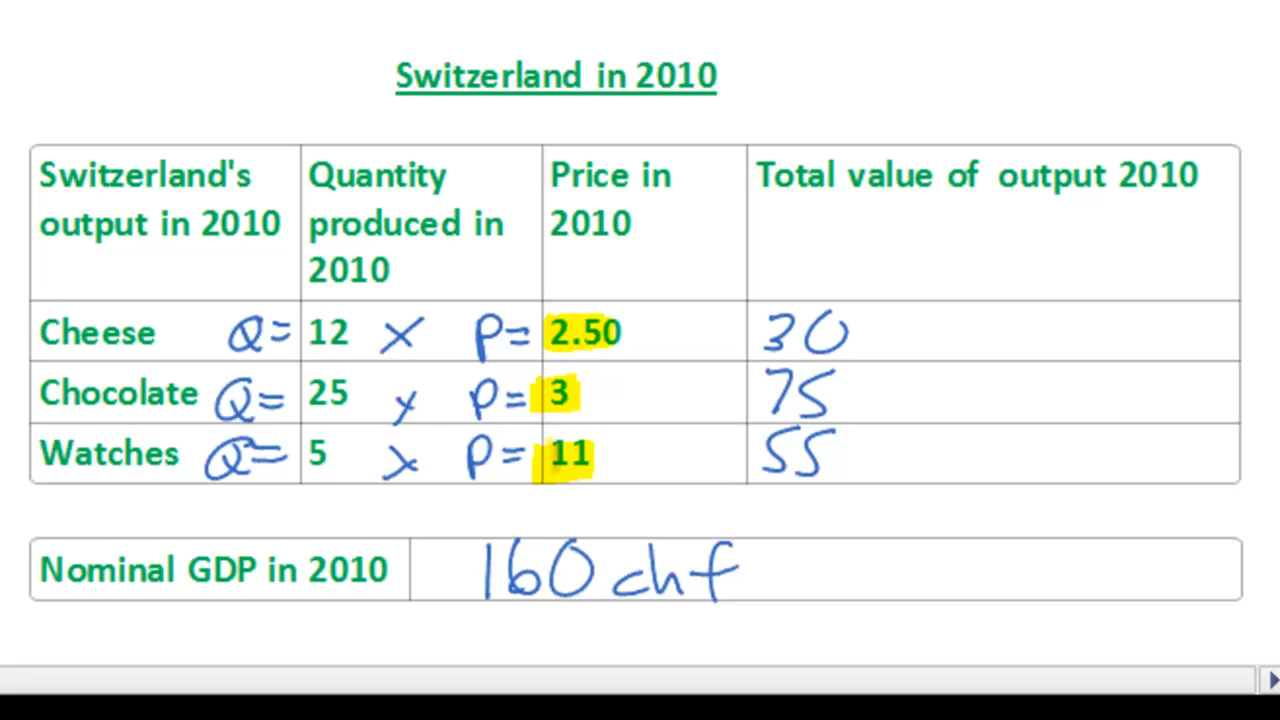 Switzerland in 2010
Switzerland's output in 2010 Quantity produced in 2010 Price in 2010 Total value of output 2010
Cheese Q= 12 x P= 2.50 30
Chocolate Q= 25 x P= 3 75
Watches Q= 5 x P= 11 55
Nominal GDP in 2010 160 chf